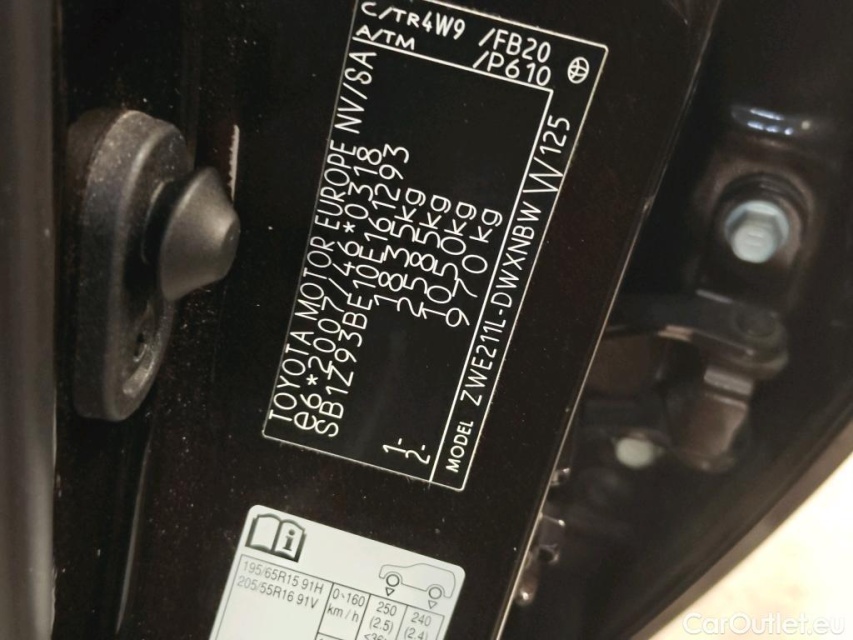 C/TR4W9 /FB20
A/TM /P610
TOYOTA MOTOR EUROPE NV/SA
e6*2007/46*0318
SB1Z93BE10E161293
1835kg
2585kg
1- 1050kg
2- 970kg
MODEL ZWE211L-DWXNBW W125
195/65R15 91H
205/55R16 91V
0~160
km/h
250
(2.5)
240
(2.4)
CarOutlet.eu